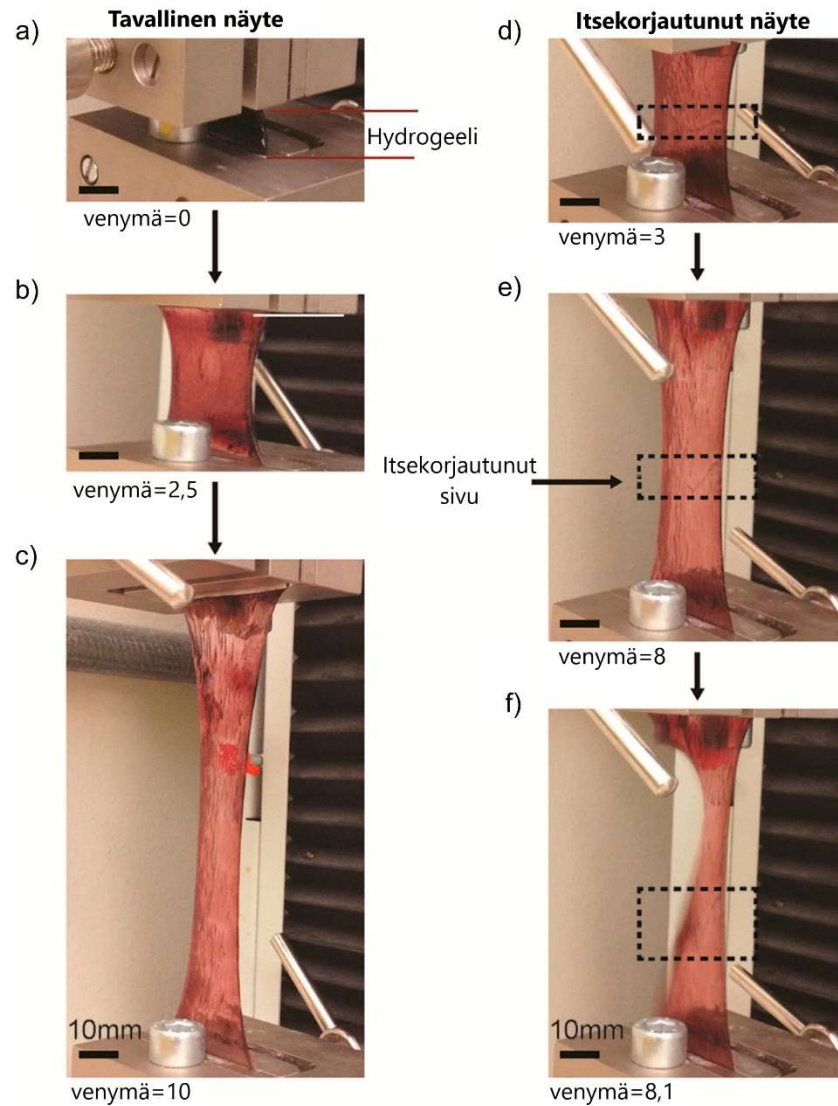 Tavallinen näyte
a)
Hydrogeeli
venymä=0
b)
venymä=2,5
c)
10mm
venymä=10
Itsekorjautunut näyte
d)
venymä=3
e)
Itsekorjautunut
sivu
venymä=8
f)
10mm
venymä=8,1